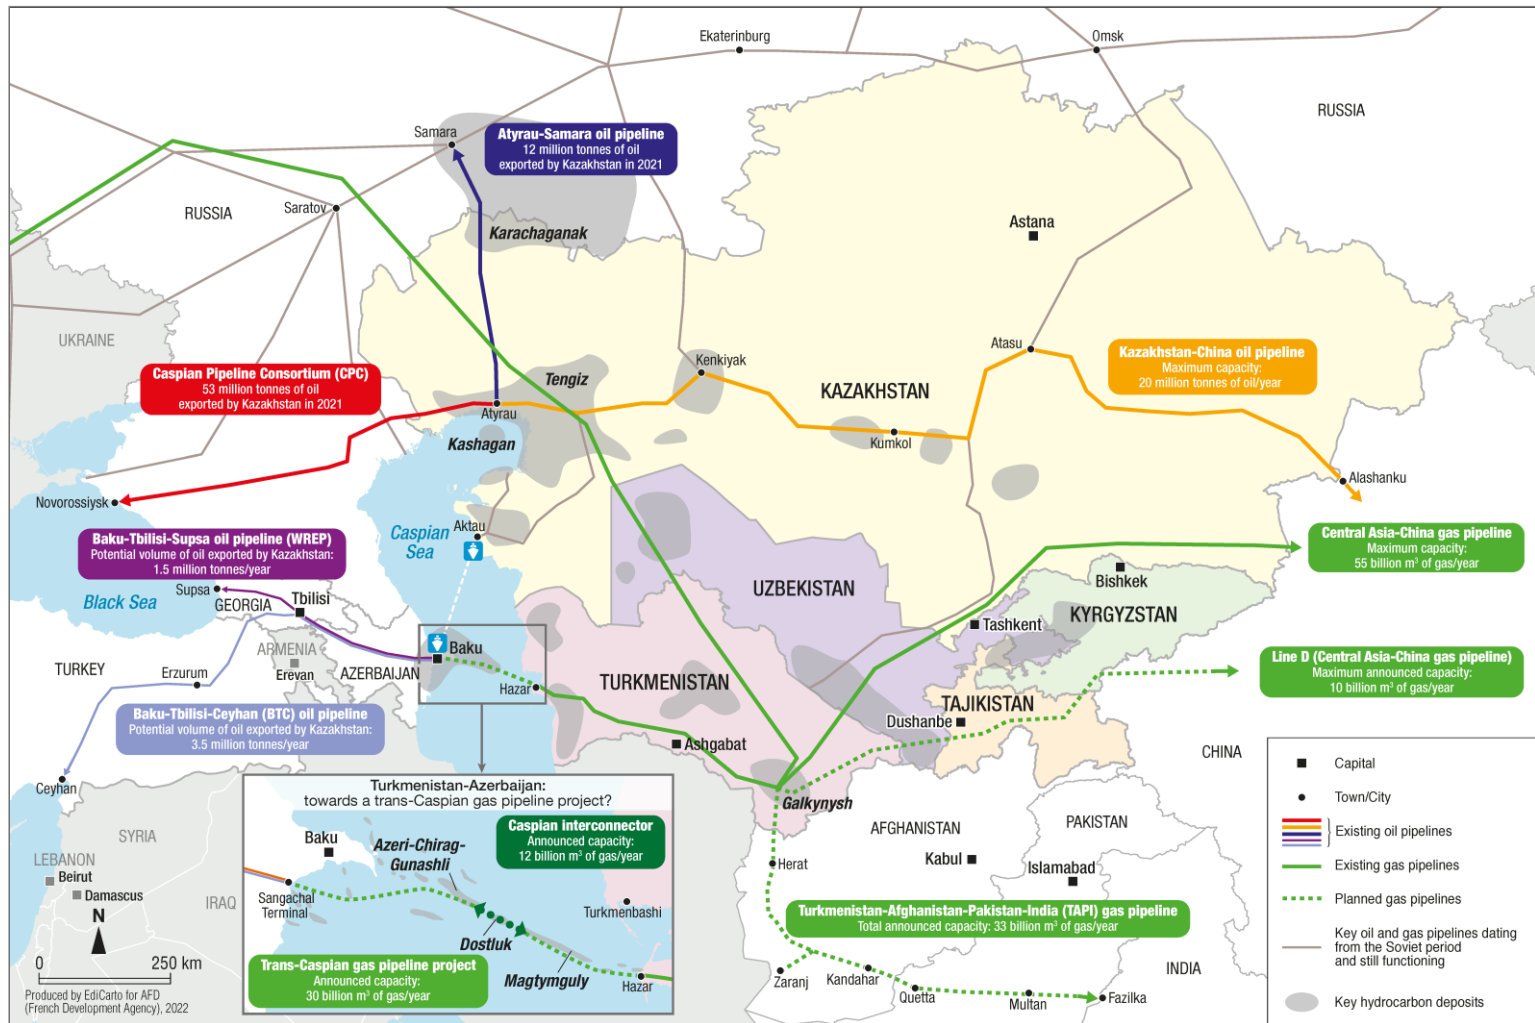 Ekaterinburg
Omsk
RUSSIA
Samara
Atyrau-Samara oil pipeline
12 million tonnes of oil
exported by Kazakhstan in 2021
RUSSIA
Saratov
Karachaganak
Astana
UKRAINE
Caspian Pipeline Consortium (CPC)
53 million tonnes of oil
exported by Kazakhstan in 2021
Tengiz
Kenkiyak
Atasu
Kazakhstan-China oil pipeline
Maximum capacity:
20 million tonnes of oil/year
KAZAKHSTAN
Atyrau
Kashagan
Kumkol
Alashanku
Novorossiysk
Aktau
Caspian
Sea
Baku-Tbilisi-Supsa oil pipeline (WREP)
Potential volume of oil exported by Kazakhstan:
1.5 million tonnes/year
Central Asia-China gas pipeline
Maximum capacity:
55 billion m³ of gas/year
Black Sea
Supsa
GEORGIA
Tbilisi
UZBEKISTAN
Bishkek
KYRGYZSTAN
Tashkent
ARMENIA
Erevan
AZERBAIJAN
Baku
TURKEY
Erzurum
Hazar
TURKMENISTAN
Line D (Central Asia-China gas pipeline)
Maximum announced capacity:
10 billion m³ of gas/year
TAJIKISTAN
Dushanbe
Baku-Tbilisi-Ceyhan (BTC) oil pipeline
Potential volume of oil exported by Kazakhstan:
3.5 million tonnes/year
Ashgabat
CHINA
Ceyhan
Galkynysh
SYRIA
LEBANON
Beirut
Damascus
IRAQ
AFGHANISTAN
PAKISTAN
Kabul
Islamabad
Herat
Turkmenistan-Afghanistan-Pakistan-India (TAPI) gas pipeline
Total announced capacity: 33 billion m³ of gas/year
Zaranj
Kandahar
Quetta
Multan
Fazilka
INDIA
Turkmenistan-Azerbaijan:
towards a trans-Caspian gas pipeline project?
Baku
Azeri-Chirag-
Gunashli
Caspian interconnector
Announced capacity:
12 billion m³ of gas/year
Sangachal
Terminal
Turkmenbashi
Dostluk
Magtymguly
Hazar
Trans-Caspian gas pipeline project
Announced capacity:
30 billion m³ of gas/year
N
0
250 km
Produced by EdiCarto for AFD
(French Development Agency), 2022
Capital
Town/City
Existing oil pipelines
Existing gas pipelines
Planned gas pipelines
Key oil and gas pipelines dating
from the Soviet period
and still functioning
Key hydrocarbon deposits